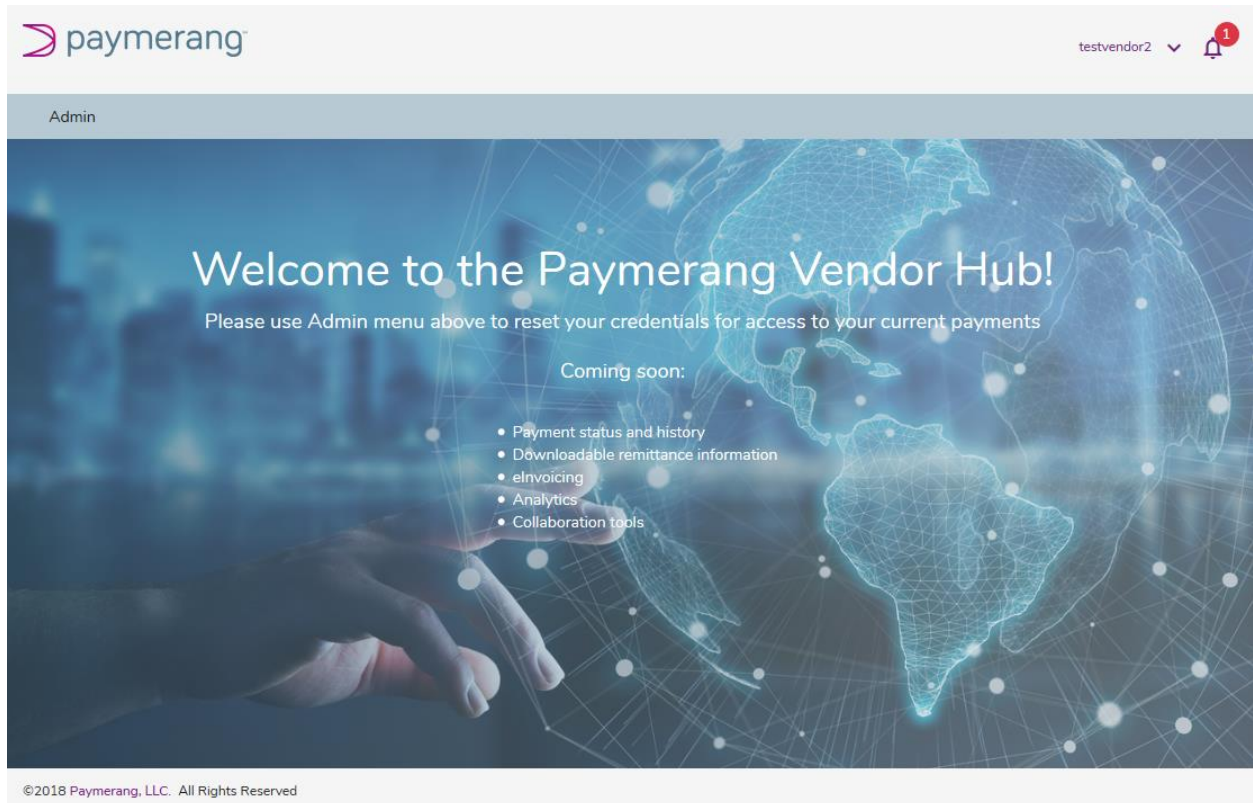 paymerang™
testvendor2
1
Admin
Welcome to the Paymerang Vendor Hub!
Please use Admin menu above to reset your credentials for access to your current payments
Coming soon:
• Payment status and history
• Downloadable remittance information
• eInvoicing
• Analytics
• Collaboration tools
©2018 Paymerang, LLC. All Rights Reserved